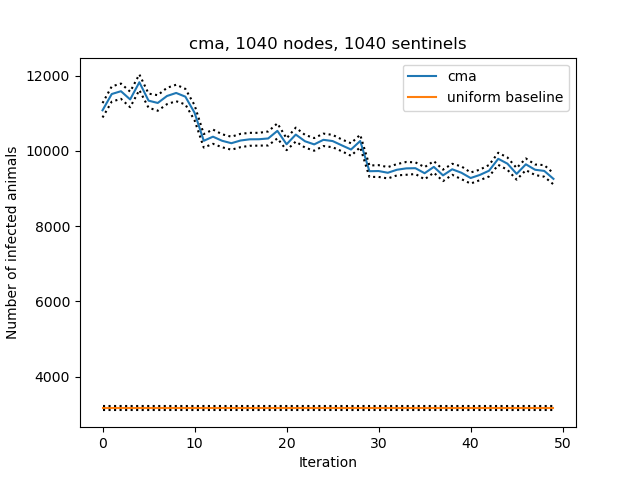 cma, 1040 nodes, 1040 sentinels
Number of infected animals
12000
10000
8000
6000
4000
cma
uniform baseline
0
10
20
30
40
50
Iteration